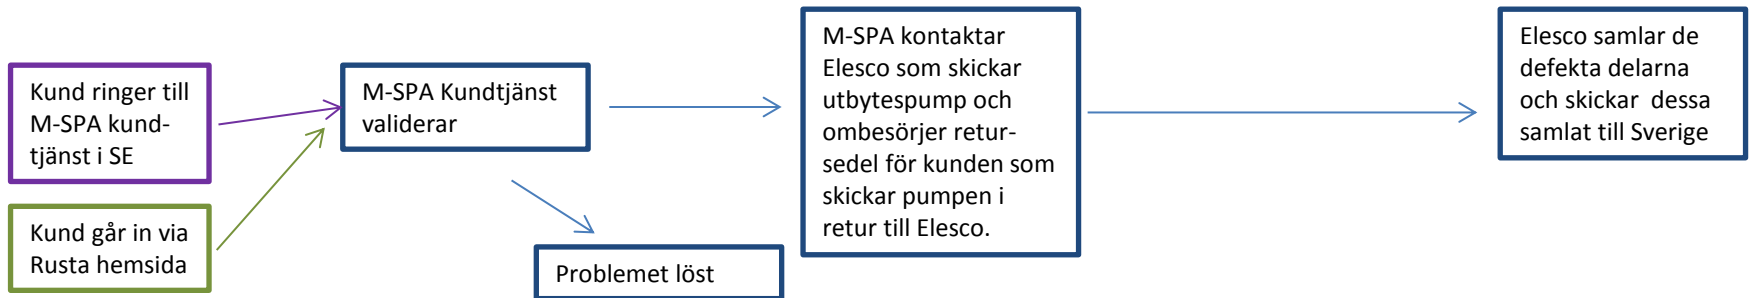 Kund ringer till
M-SPA kund-
tjänst i SE
Kund går in via
Rusta hemsida
M-SPA Kundtjänst
validerar
Problemet löst
M-SPA kontaktar
Elesco som skickar
utbytespump och
ombesörjer retur-
sedel för kunden som
skickar pumpen i
retur till Elesco.
Elesco samlar de
defekta delarna
och skickar  dessa
samlat till Sverige